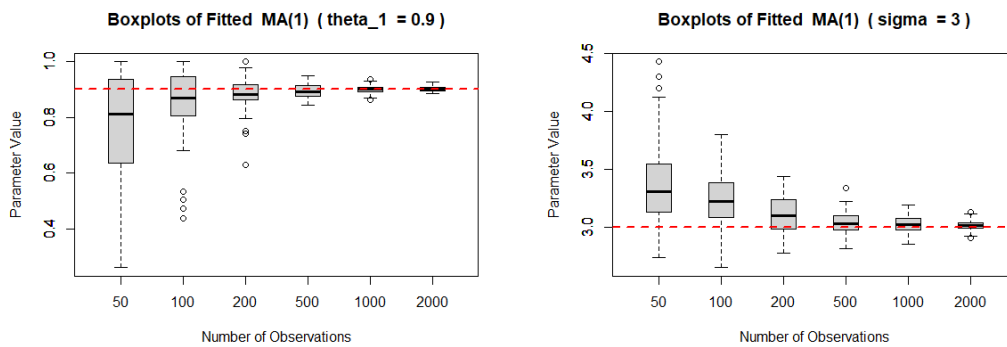 Boxplots of Fitted MA(1) ( theta_1 = 0.9)
Parameter Value
1.0
0.8
0.6
0.4
50 100 200 500 1000 2000
Number of Observations
Boxplots of Fitted MA(1) ( sigma = 3)
Parameter Value
4.5
4.0
3.5
3.0
50 100 200 500 1000 2000
Number of Observations